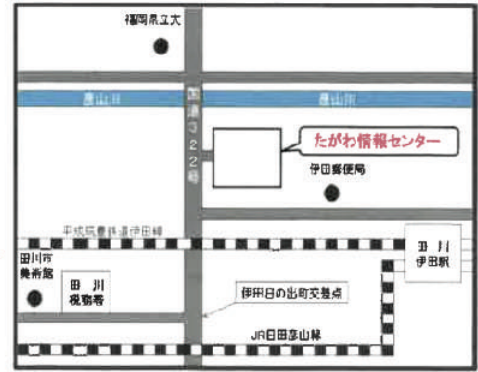 福岡県立大
彦山川
彦山川
国道322号
たがわ情報センター
伊田郵便局
平成筑豊鉄道伊田線
田川
伊田駅
田川市
美術館
田川
税務署
伊田日の出町交差点
JR日田彦山線